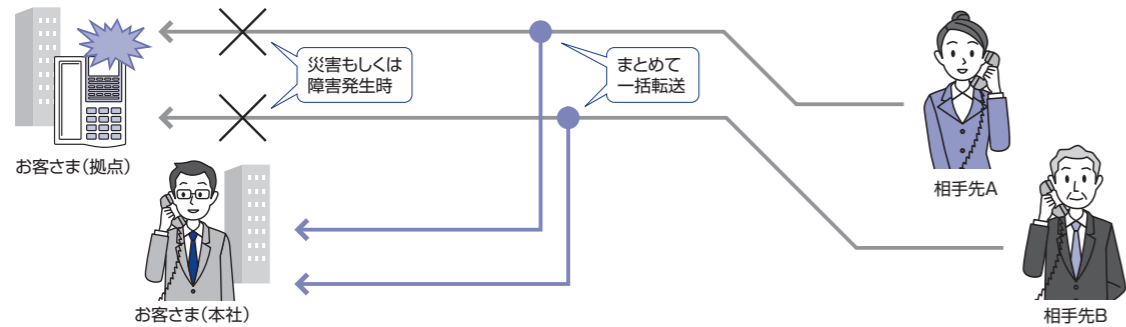 災害もしくは
障害発生時
まとめて
一括転送
お客さま(拠点)
相手先A
お客さま(本社)
相手先B